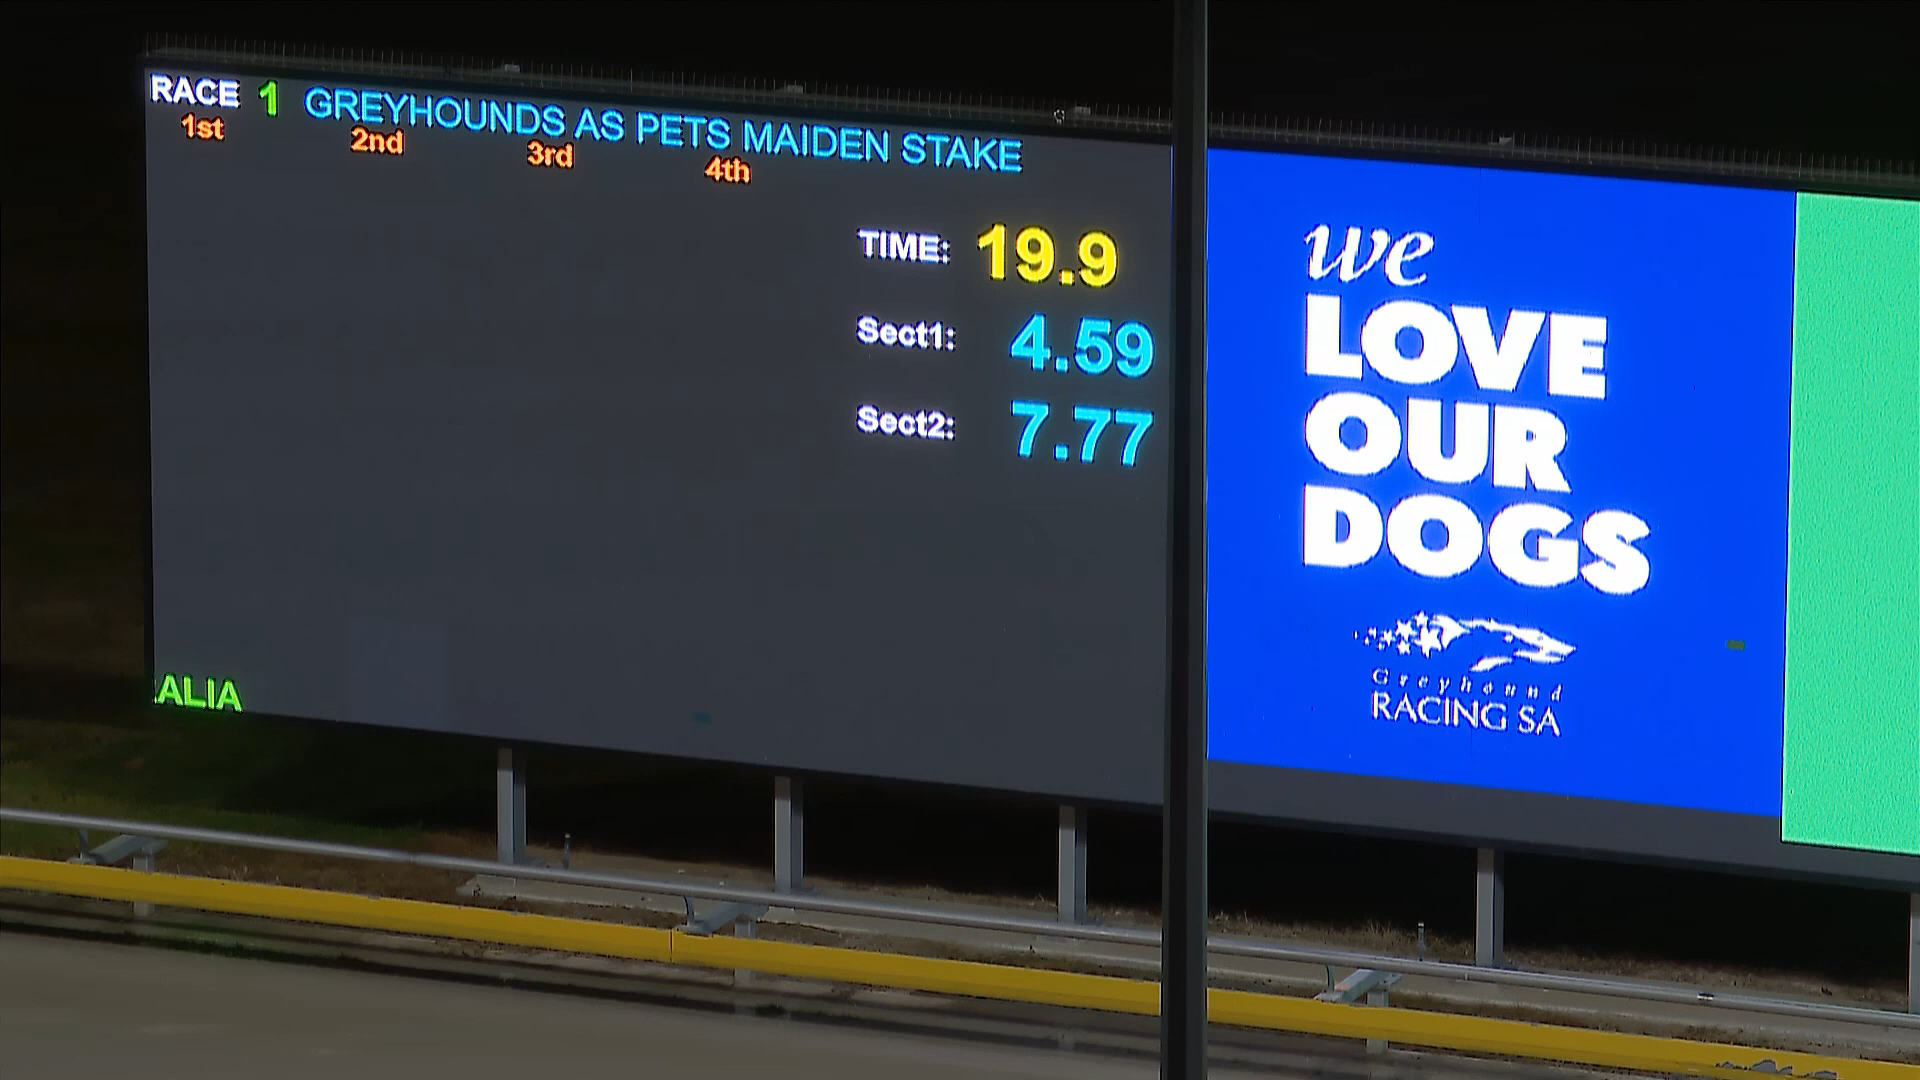 RACE 1 GREYHOUNDS AS PETS MAIDEN STAKE
1st 2nd 3rd 4th
TIME: 19.9
Sect1: 4.59
Sect2: 7.77
ALIA
we
LOVE
OUR
DOGS
Greyhound
RACING SA